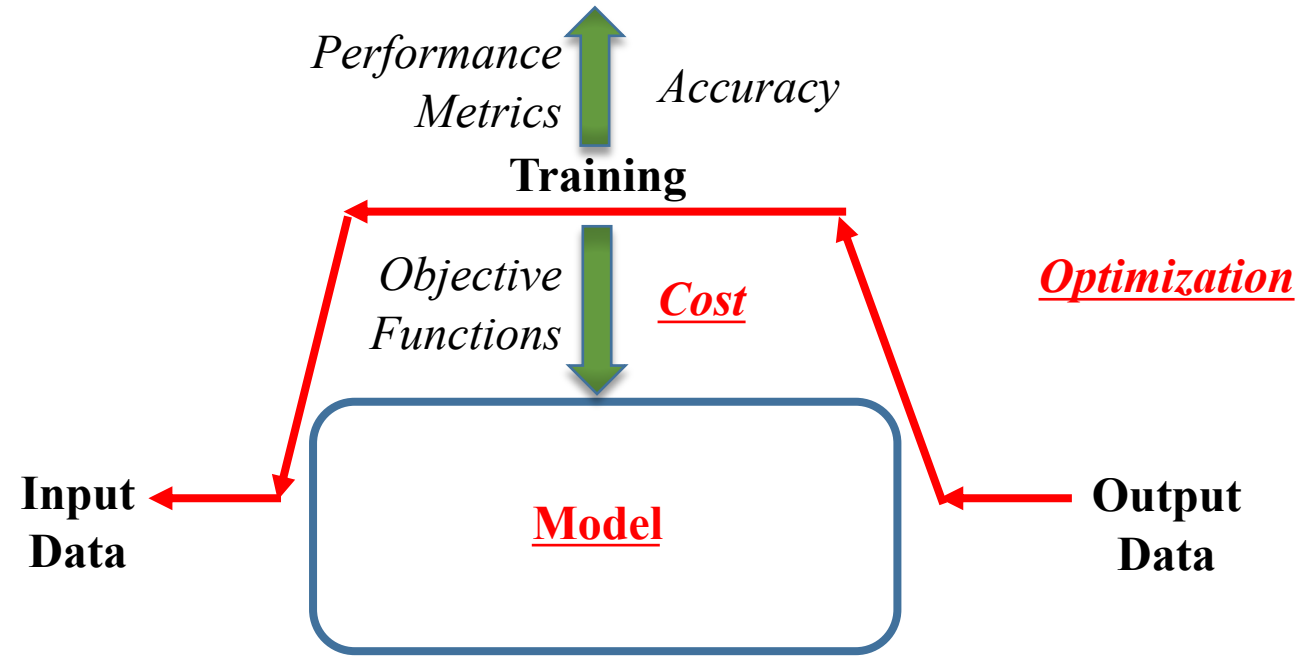 Performance
Metrics
Accuracy
Training
Objective
Functions
Cost
Optimization
Input
Data
Model
Output
Data